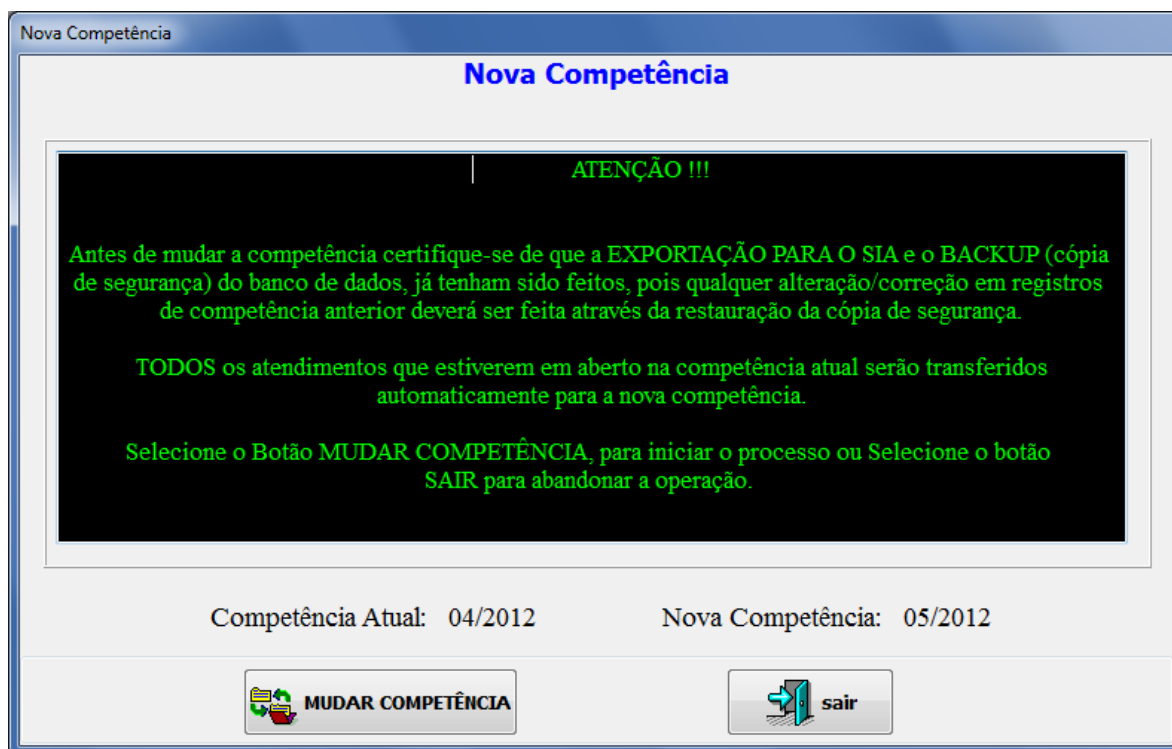 Nova Competência
Nova Competência
ATENÇÃO !!!
Antes de mudar a competência certifique-se de que a EXPORTAÇÃO PARA O SIA e o BACKUP (cópia
de segurança) do banco de dados, já tenham sido feitos, pois qualquer alteração/correção em registros
de competência anterior deverá ser feita através da restauração da cópia de segurança.
TODOS os atendimentos que estiverem em aberto na competência atual serão transferidos
automaticamente para a nova competência.
Selecione o Botão MUDAR COMPETÊNCIA, para iniciar o processo ou Selecione o botão
SAIR para abandonar a operação.
Competência Atual: 04/2012 Nova Competência: 05/2012
MUDAR COMPETÊNCIA sair